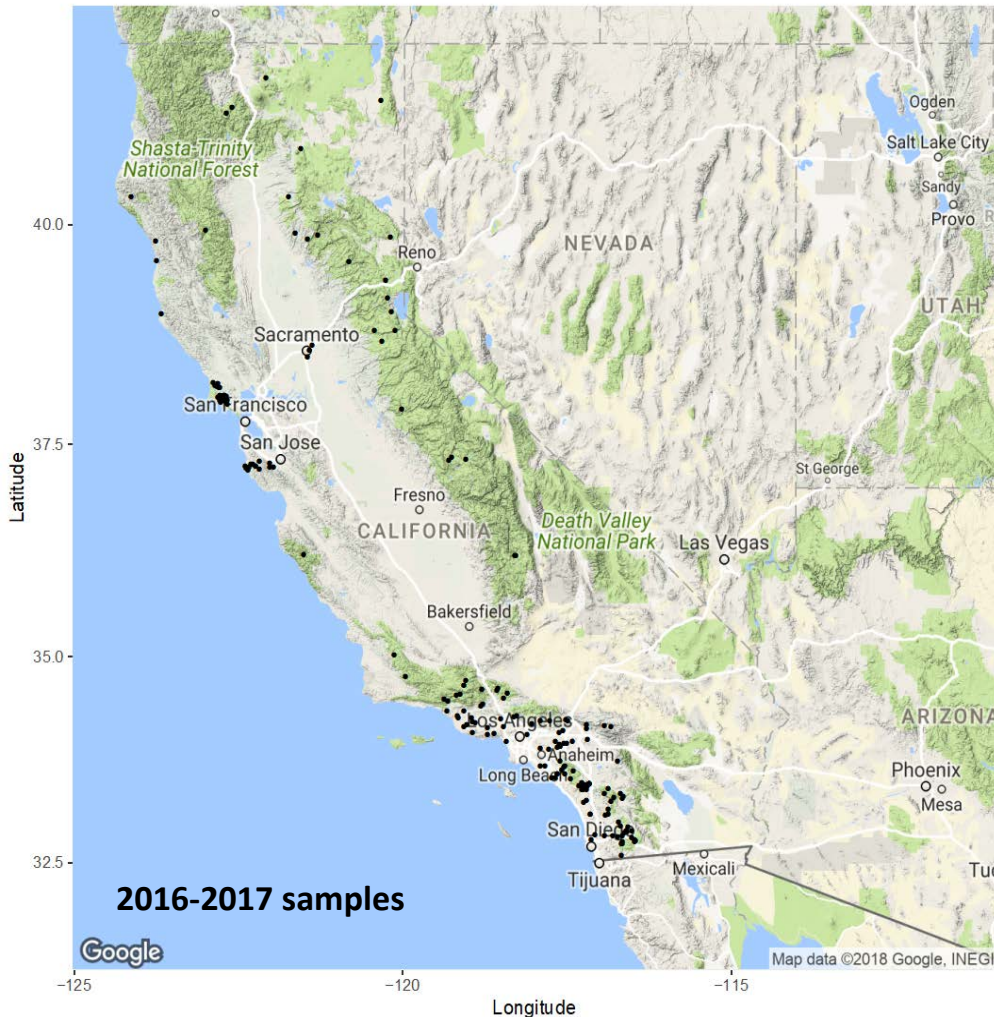 Ogden
Salt Lake City
Shasta-Trinity
National Forest
Sandy
Provo
40.0
NEVADA
Reno
UTAH
Sacramento
San Francisco
37.5
San Jose
St George
Latitude
Fresno
CALIFORNIA
Death Valley
National Park
Las Vegas
Bakersfield
35.0
Los Angeles
ARIZONA
Anaheim
Long Beach
Phoenix
Mesa
San Diego
32.5
Tijuana
Mexicali
Tuc
2016-2017 samples
Google
Map data ©2018 Google, INEGI
−125
−120
−115
Longitude